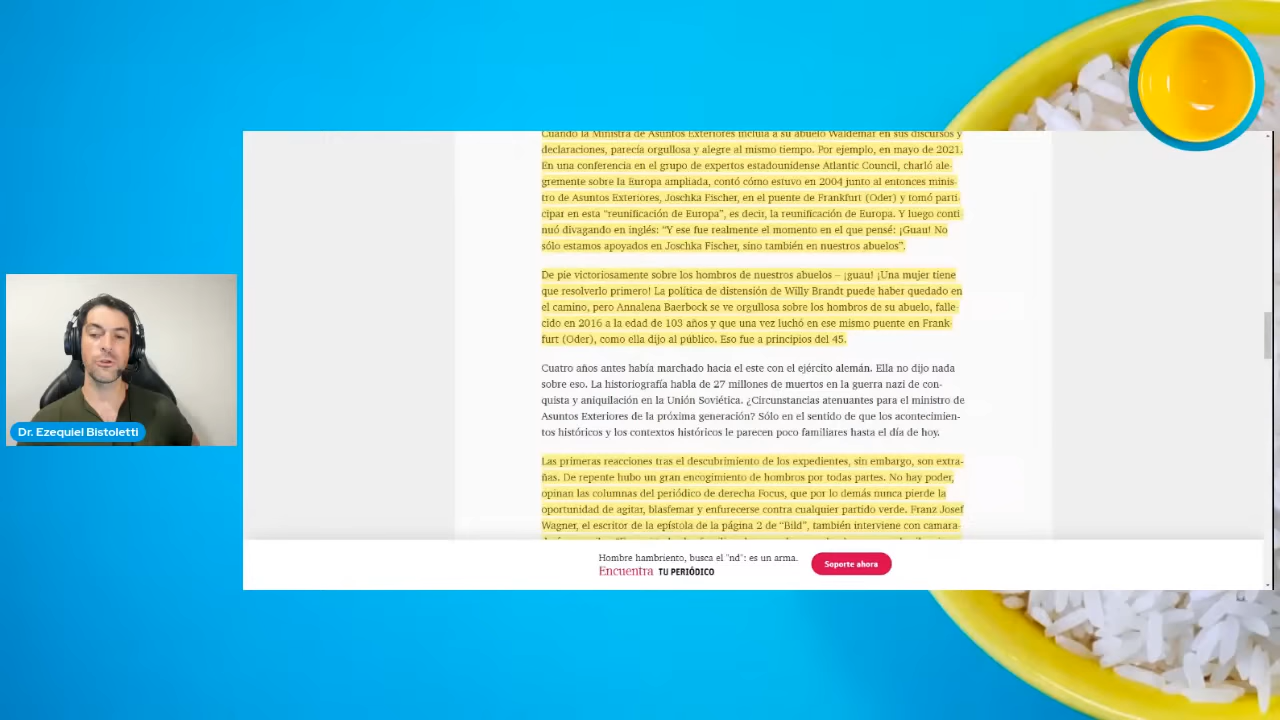 Cuando la Ministra de Asuntos Exteriores incluía a su abuelo Waldemar en sus discursos y
declaraciones, parecía orgullosa y alegre al mismo tiempo. Por ejemplo, en mayo de 2021.
En una conferencia en el grupo de expertos estadounidense Atlantic Council, charló ale-
gremente sobre la Europa ampliada, contó cómo estuvo en 2004 junto al entonces minis-
tro de Asuntos Exteriores, Joschka Fischer, en el puente de Frankfurt (Oder) y tomó parti-
cipar en esta “reunificación de Europa”, es decir, la reunificación de Europa. Y luego conti-
nuó divagando en inglés: “Y ese fue realmente el momento en el que pensé: ¡Guau! No
sólo estamos apoyados en Joschka Fischer, sino también en nuestros abuelos”.
De pie victoriosamente sobre los hombros de nuestros abuelos – ¡guau! ¡Una mujer tiene
que resolverlo primero! La política de distensión de Willy Brandt puede haber quedado en
el camino, pero Annalena Baerbock se ve orgullosa sobre los hombros de su abuelo, falle-
cido en 2016 a la edad de 103 años y que una vez luchó en ese mismo puente en Frank-
furt (Oder), como ella dijo al público. Eso fue a principios del 45.
Cuatro años antes había marchado hacia el este con el ejército alemán. Ella no dijo nada
sobre eso. La historiografía habla de 27 millones de muertos en la guerra nazi de con-
quista y aniquilación en la Unión Soviética. ¿Circunstancias atenuantes para el ministro de
Asuntos Exteriores de la próxima generación? Sólo en el sentido de que los acontecimien-
tos históricos y los contextos históricos le parecen poco familiares hasta el día de hoy.
Las primeras reacciones tras el descubrimiento de los expedientes, sin embargo, son extra-
ñas. De repente hubo un gran encogimiento de hombros por todas partes. No hay poder,
opinan las columnas del periódico de derecha Focus, que por lo demás nunca pierde la
oportunidad de agitar, blasfemar y enfurecerse contra cualquier partido verde. Franz Josef
Wagner, el escritor de la epístola de la página 2 de “Bild”, también interviene con camara-
Hombre hambriento, busca el "nd": es un arma.
Encuentra TU PERIÓDICO
Soporte ahora
Dr. Ezequiel Bistoletti